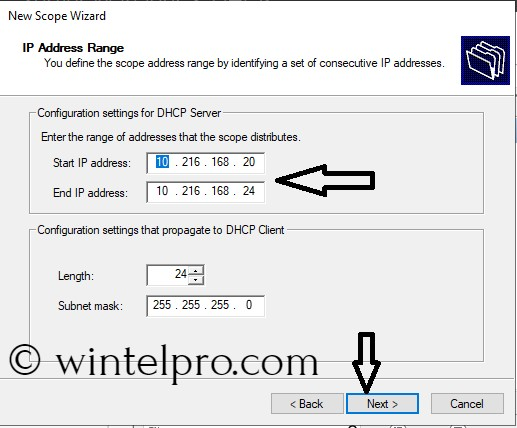 New Scope Wizard
IP Address Range
You define the scope address range by identifying a set of consecutive IP addresses.
Configuration settings for DHCP Server
Enter the range of addresses that the scope distributes.
Start IP address: 10 . 216 . 168 . 20
End IP address: 10 . 216 . 168 . 24
Configuration settings that propagate to DHCP Client
Length: 24
Subnet mask: 255 . 255 . 255 . 0
© wintelpro.com
< Back Next > Cancel